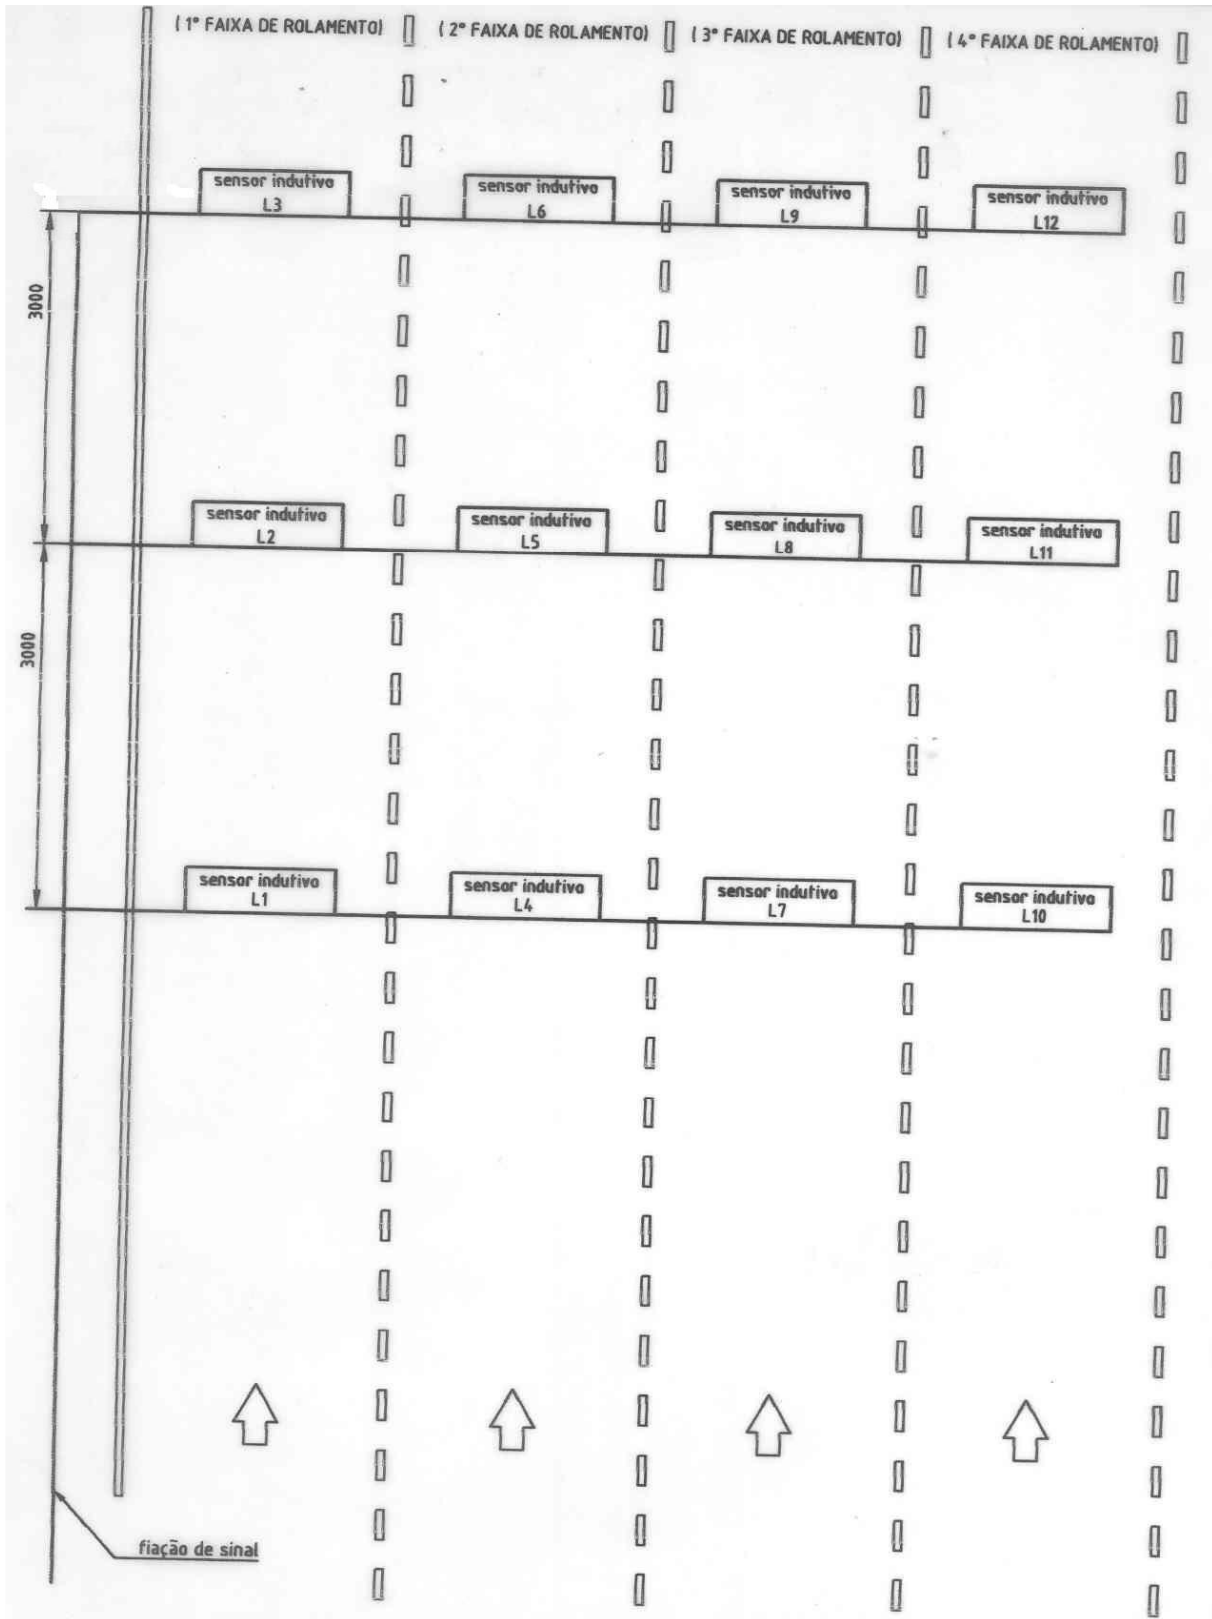 ( 1° FAIXA DE ROLAMENTO)
( 2° FAIXA DE ROLAMENTO)
( 3° FAIXA DE ROLAMENTO)
( 4° FAIXA DE ROLAMENTO)
sensor indutivo
L3
sensor indutivo
L6
sensor indutivo
L9
sensor indutivo
L12
3000
sensor indutivo
L2
sensor indutivo
L5
sensor indutivo
L8
sensor indutivo
L11
3000
sensor indutivo
L1
sensor indutivo
L4
sensor indutivo
L7
sensor indutivo
L10
fiação de sinal